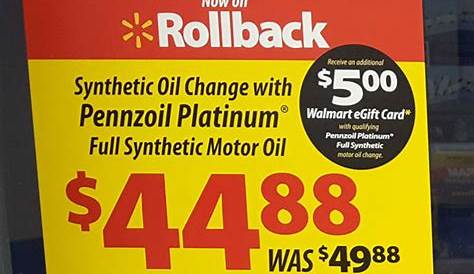 Now on
Rollback
Synthetic Oil Change with
Pennzoil Platinum®
Full Synthetic Motor Oil
$44 88
WAS $49 88
Receive an additional
$5.00
Walmart eGift Card*
with qualifying
Pennzoil Platinum®
Full Synthetic
motor oil change.